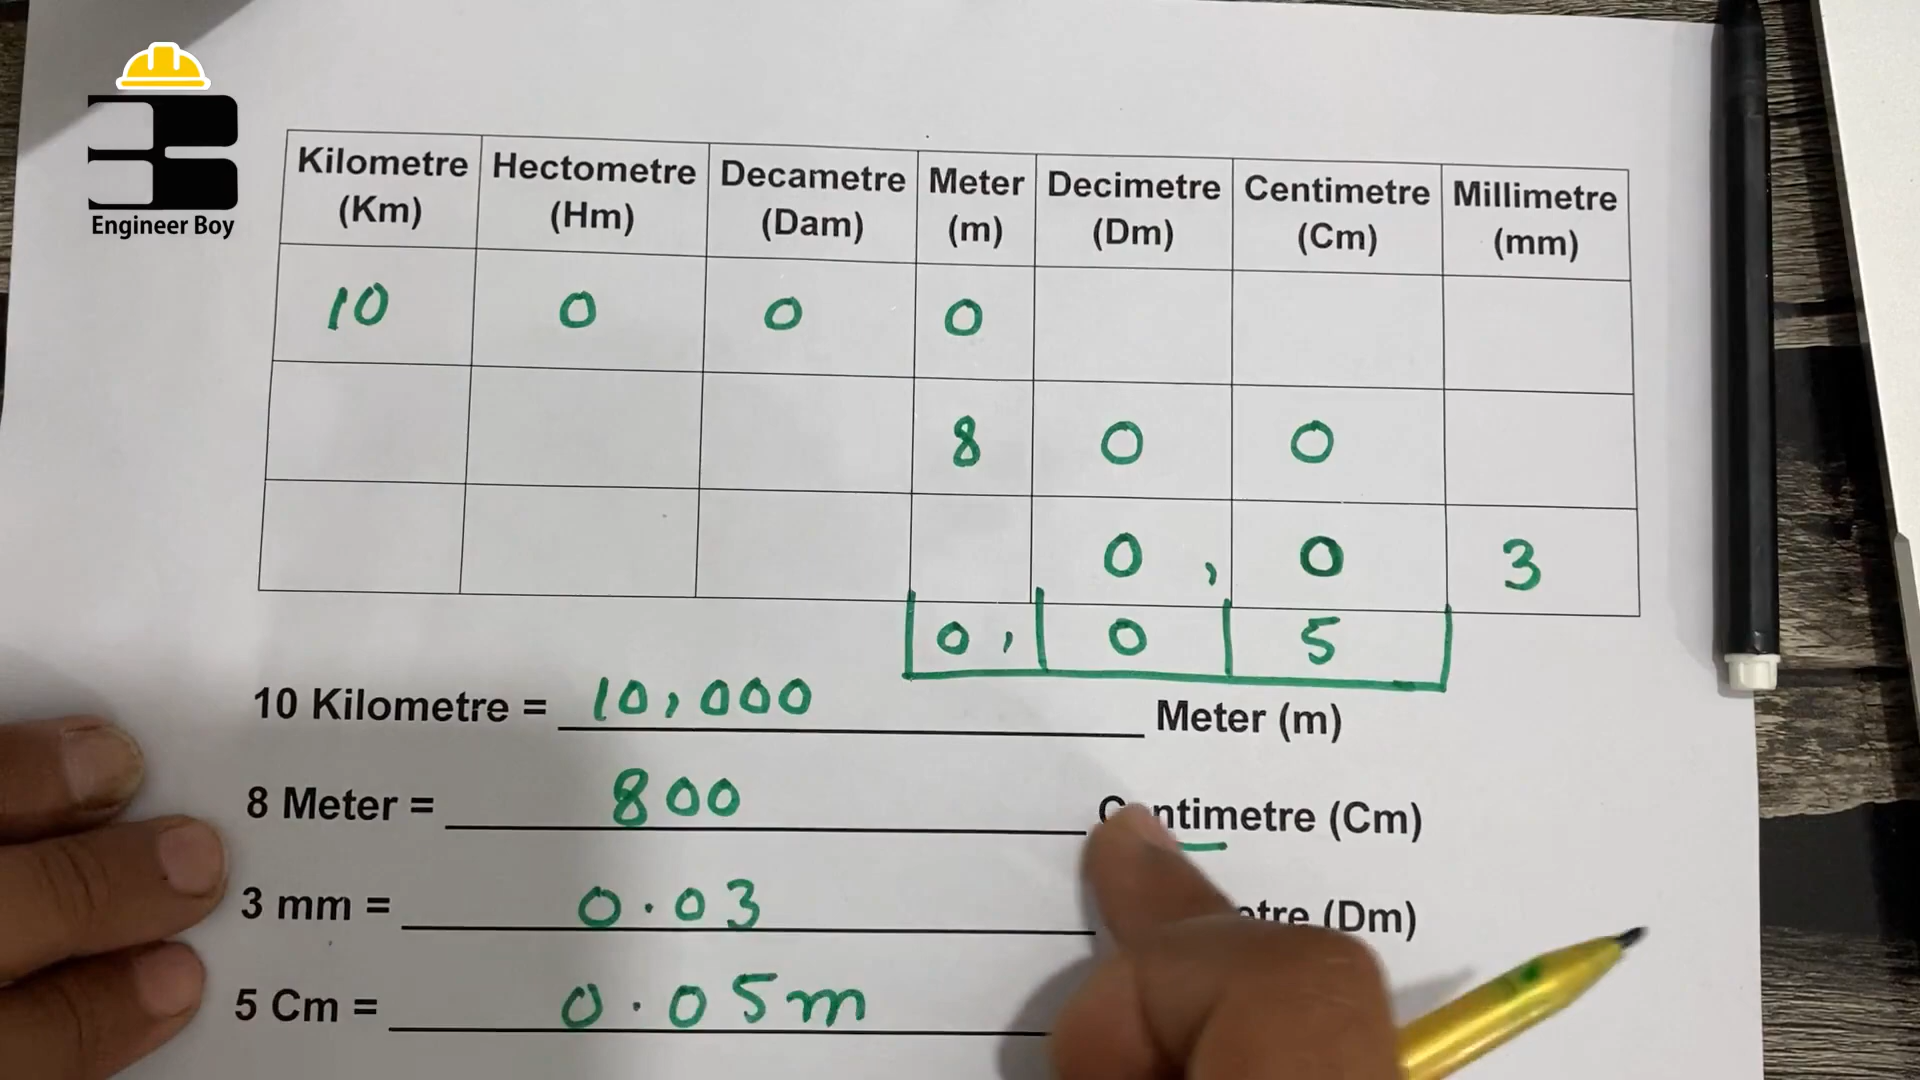 Engineer Boy
Kilometre Hectometre Decametre Meter Decimetre Centimetre Millimetre
(Km) (Hm) (Dam) (m) (Dm) (Cm) (mm)
10 0 0 0
8 0 0
0 , 0 3
0 , 0 5
10 Kilometre = 10,000 Meter (m)
8 Meter = 800 Centimetre (Cm)
3 mm = 0.03 (Dm)
5 Cm = 0.05m